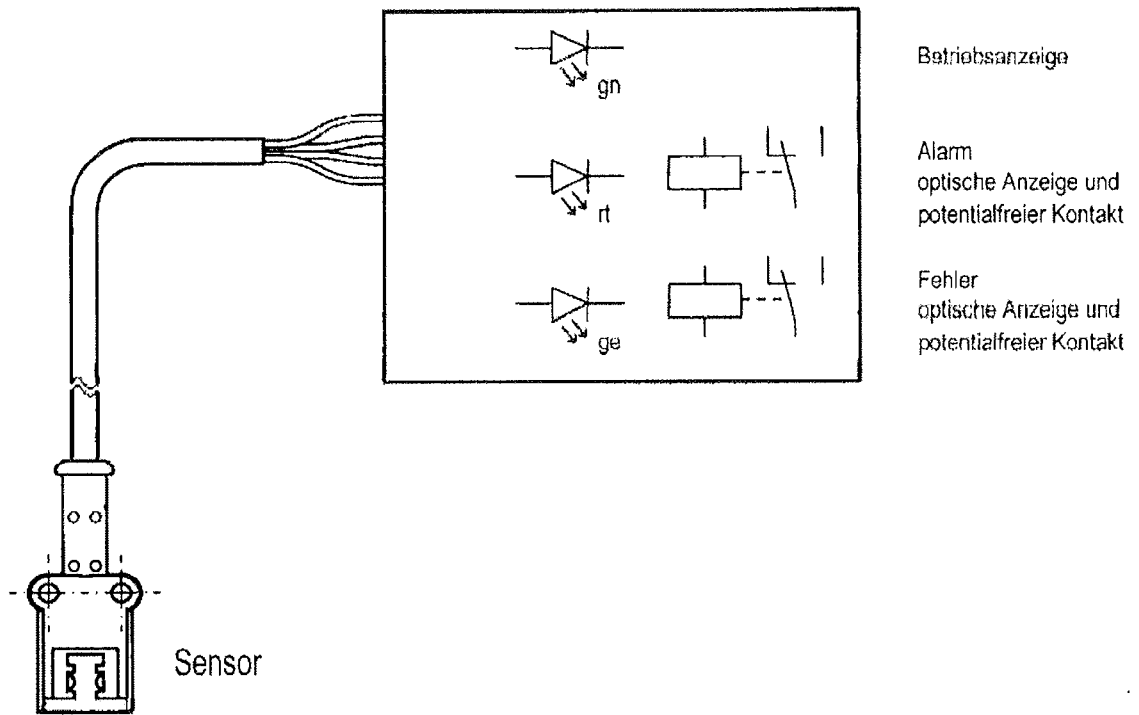 gn
Betriebsanzeige
rt
Alarm
optische Anzeige und
potentialfreier Kontakt
ge
Fehler
optische Anzeige und
potentialfreier Kontakt
Sensor